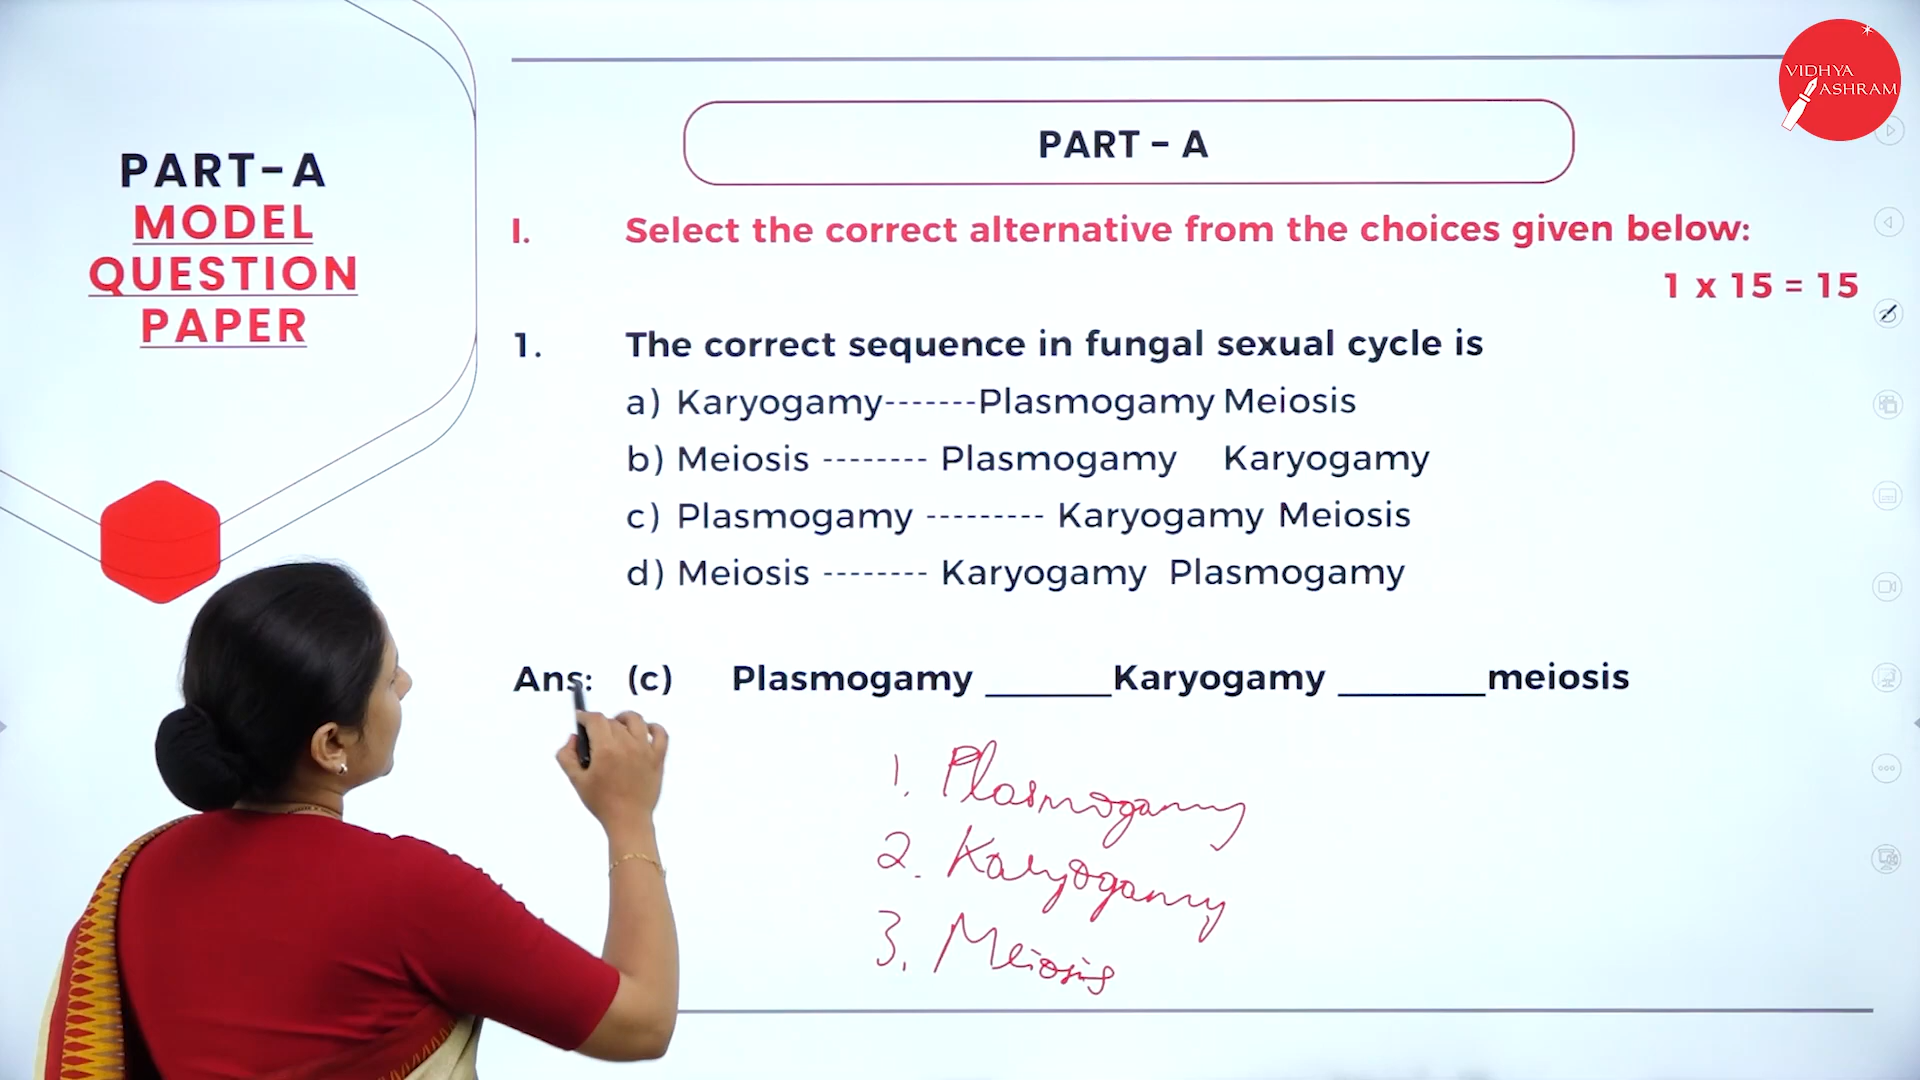 VIDHYA
ASHRAM
PART-A
MODEL
QUESTION
PAPER
PART - A
I. Select the correct alternative from the choices given below:
1 x 15 = 15
1. The correct sequence in fungal sexual cycle is
a) Karyogamy-------Plasmogamy Meiosis
b) Meiosis -------- Plasmogamy Karyogamy
c) Plasmogamy --------- Karyogamy Meiosis
d) Meiosis -------- Karyogamy Plasmogamy
Ans: (c) Plasmogamy ______Karyogamy _______meiosis
1. Plasmogamy
2. Karyogamy
3. Meiosis